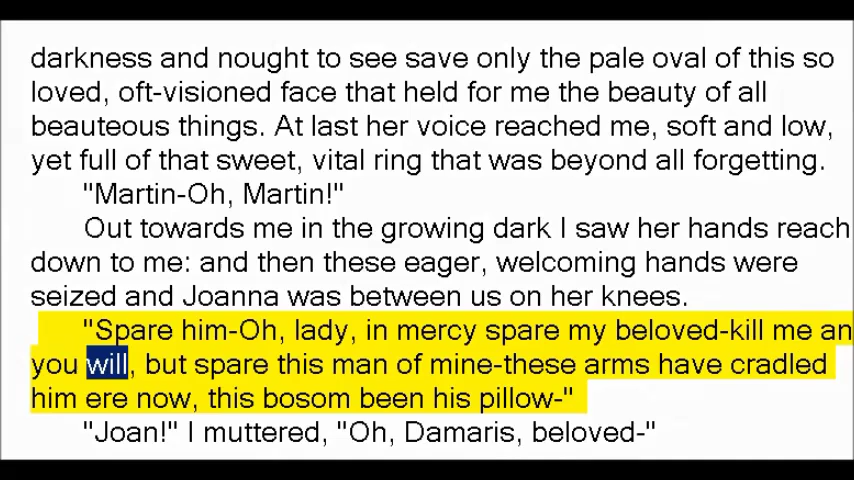 darkness and nought to see save only the pale oval of this so
loved, oft-visioned face that held for me the beauty of all
beauteous things. At last her voice reached me, soft and low,
yet full of that sweet, vital ring that was beyond all forgetting.
"Martin-Oh, Martin!"
Out towards me in the growing dark I saw her hands reach
down to me: and then these eager, welcoming hands were
seized and Joanna was between us on her knees.
"Spare him-Oh, lady, in mercy spare my beloved-kill me an
you will, but spare this man of mine-these arms have cradled
him ere now, this bosom been his pillow-"
"Joan!" I muttered, "Oh, Damaris, beloved-"